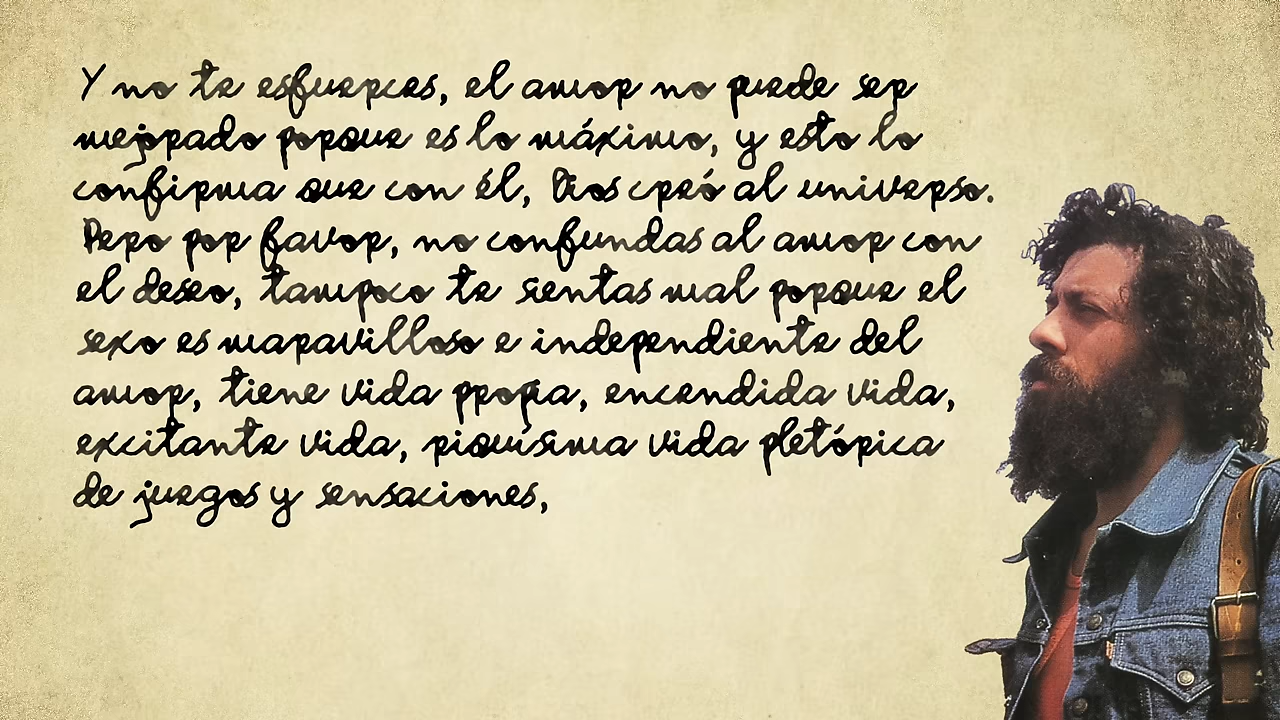 Y no te esfuerces, el amor no puede ser
mejorado porque es lo máximo, y esto lo
confirma que con él, Dios creó al universo.
Pero por favor, no confundas al amor con
el deseo, tampoco te sientas mal porque el
sexo es maravilloso e independiente del
amor, tiene vida propia, encendida vida,
excitante vida, riquísima vida pletórica
de juegos y sensaciones,